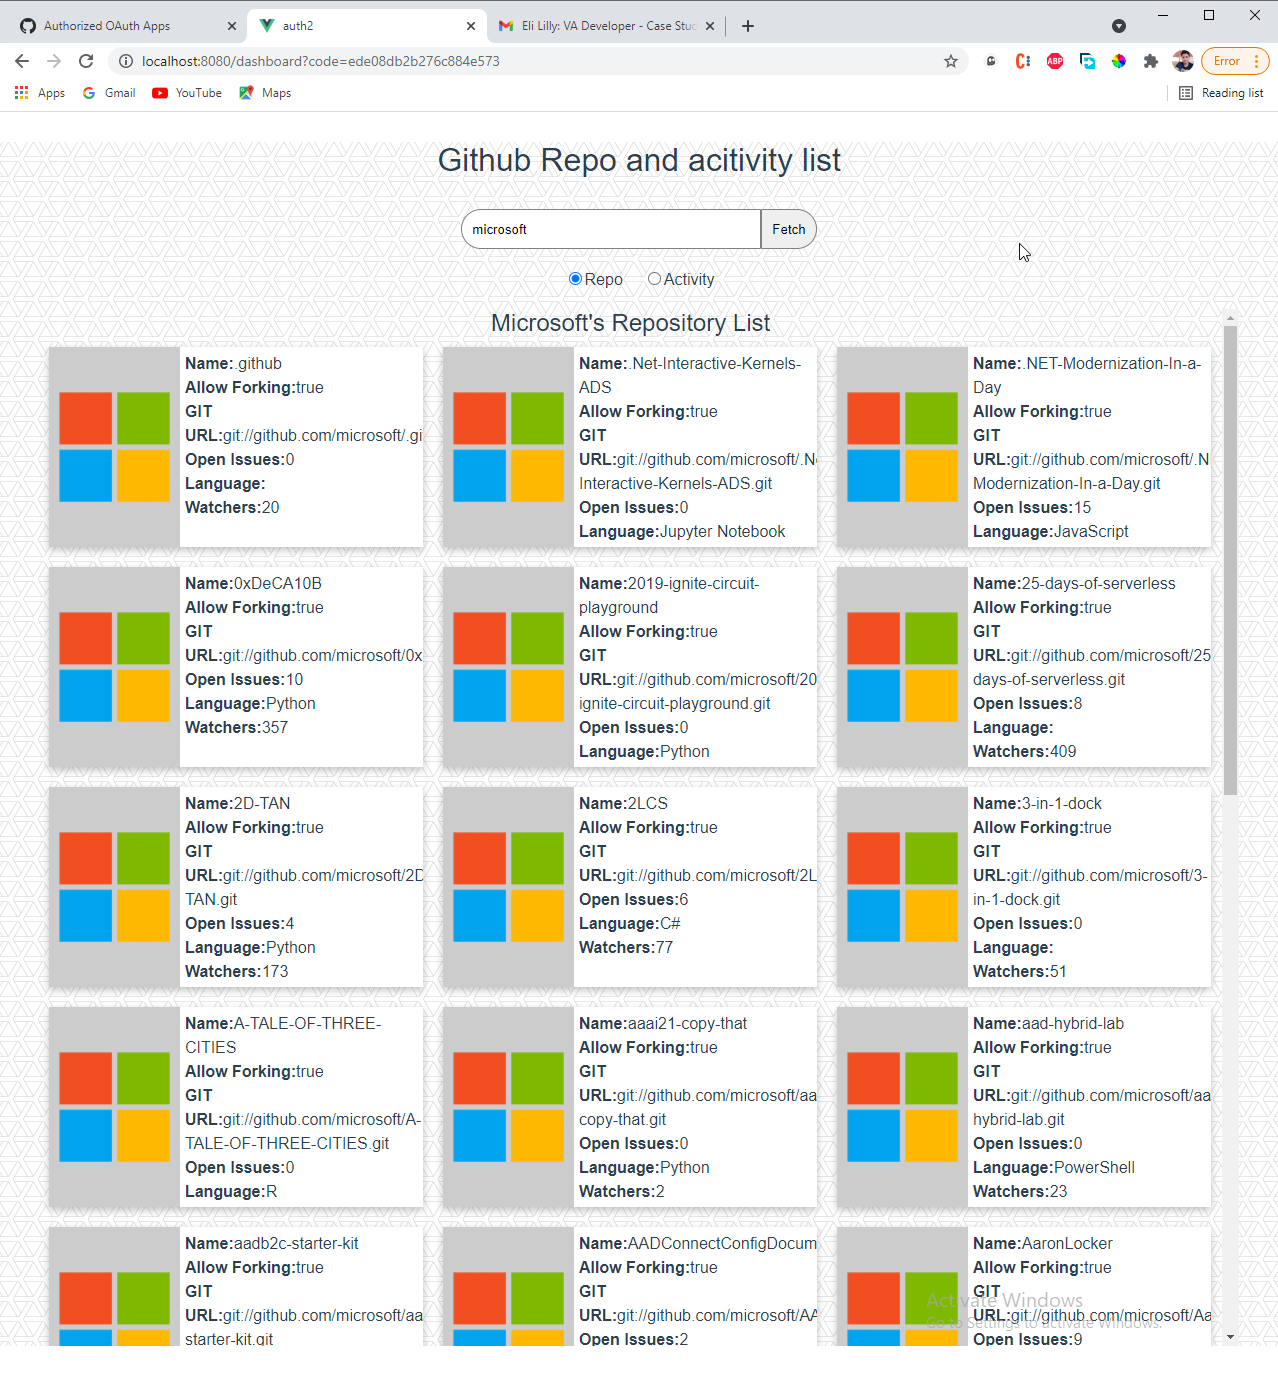 Authorized OAuth Apps
auth2
Eli Lilly: VA Developer - Case Stud
localhost:8080/dashboard?code=ede08db2b276c884e573
ABP
Error
Apps
Gmail
YouTube
Maps
Reading list
Github Repo and acitivity list
microsoft
Fetch
Repo
Activity
Microsoft's Repository List
Name:.github
Allow Forking:true
GIT
URL:git://github.com/microsoft/.gi
Open Issues:0
Language:
Watchers:20
Name:.Net-Interactive-Kernels-
ADS
Allow Forking:true
GIT
URL:git://github.com/microsoft/.Ne
Interactive-Kernels-ADS.git
Open Issues:0
Language:Jupyter Notebook
Name:.NET-Modernization-In-a-
Day
Allow Forking:true
GIT
URL:git://github.com/microsoft/.N
Modernization-In-a-Day.git
Open Issues:15
Language:JavaScript
Name:0xDeCA10B
Allow Forking:true
GIT
URL:git://github.com/microsoft/0x
Open Issues:10
Language:Python
Watchers:357
Name:2019-ignite-circuit-
playground
Allow Forking:true
GIT
URL:git://github.com/microsoft/20
ignite-circuit-playground.git
Open Issues:0
Language:Python
Name:25-days-of-serverless
Allow Forking:true
GIT
URL:git://github.com/microsoft/25
days-of-serverless.git
Open Issues:8
Language:
Watchers:409
Name:2D-TAN
Allow Forking:true
GIT
URL:git://github.com/microsoft/2D
TAN.git
Open Issues:4
Language:Python
Watchers:173
Name:2LCS
Allow Forking:true
GIT
URL:git://github.com/microsoft/2L
Open Issues:6
Language:C#
Watchers:77
Name:3-in-1-dock
Allow Forking:true
GIT
URL:git://github.com/microsoft/3-
in-1-dock.git
Open Issues:0
Language:
Watchers:51
Name:A-TALE-OF-THREE-
CITIES
Allow Forking:true
GIT
URL:git://github.com/microsoft/A-
TALE-OF-THREE-CITIES.git
Open Issues:0
Language:R
Name:aaai21-copy-that
Allow Forking:true
GIT
URL:git://github.com/microsoft/aa
copy-that.git
Open Issues:0
Language:Python
Watchers:2
Name:aad-hybrid-lab
Allow Forking:true
GIT
URL:git://github.com/microsoft/aa
hybrid-lab.git
Open Issues:0
Language:PowerShell
Watchers:23
Name:aadb2c-starter-kit
Allow Forking:true
GIT
URL:git://github.com/microsoft/aa
starter-kit.git
Name:AADConnectConfigDocum
Allow Forking:true
GIT
URL:git://github.com/microsoft/AA
Open Issues:2
Name:AaronLocker
Allow Forking:true
GIT
URL:git://github.com/microsoft/Aa
Open Issues:9
Activate Windows
Go to Settings to activate Windows.